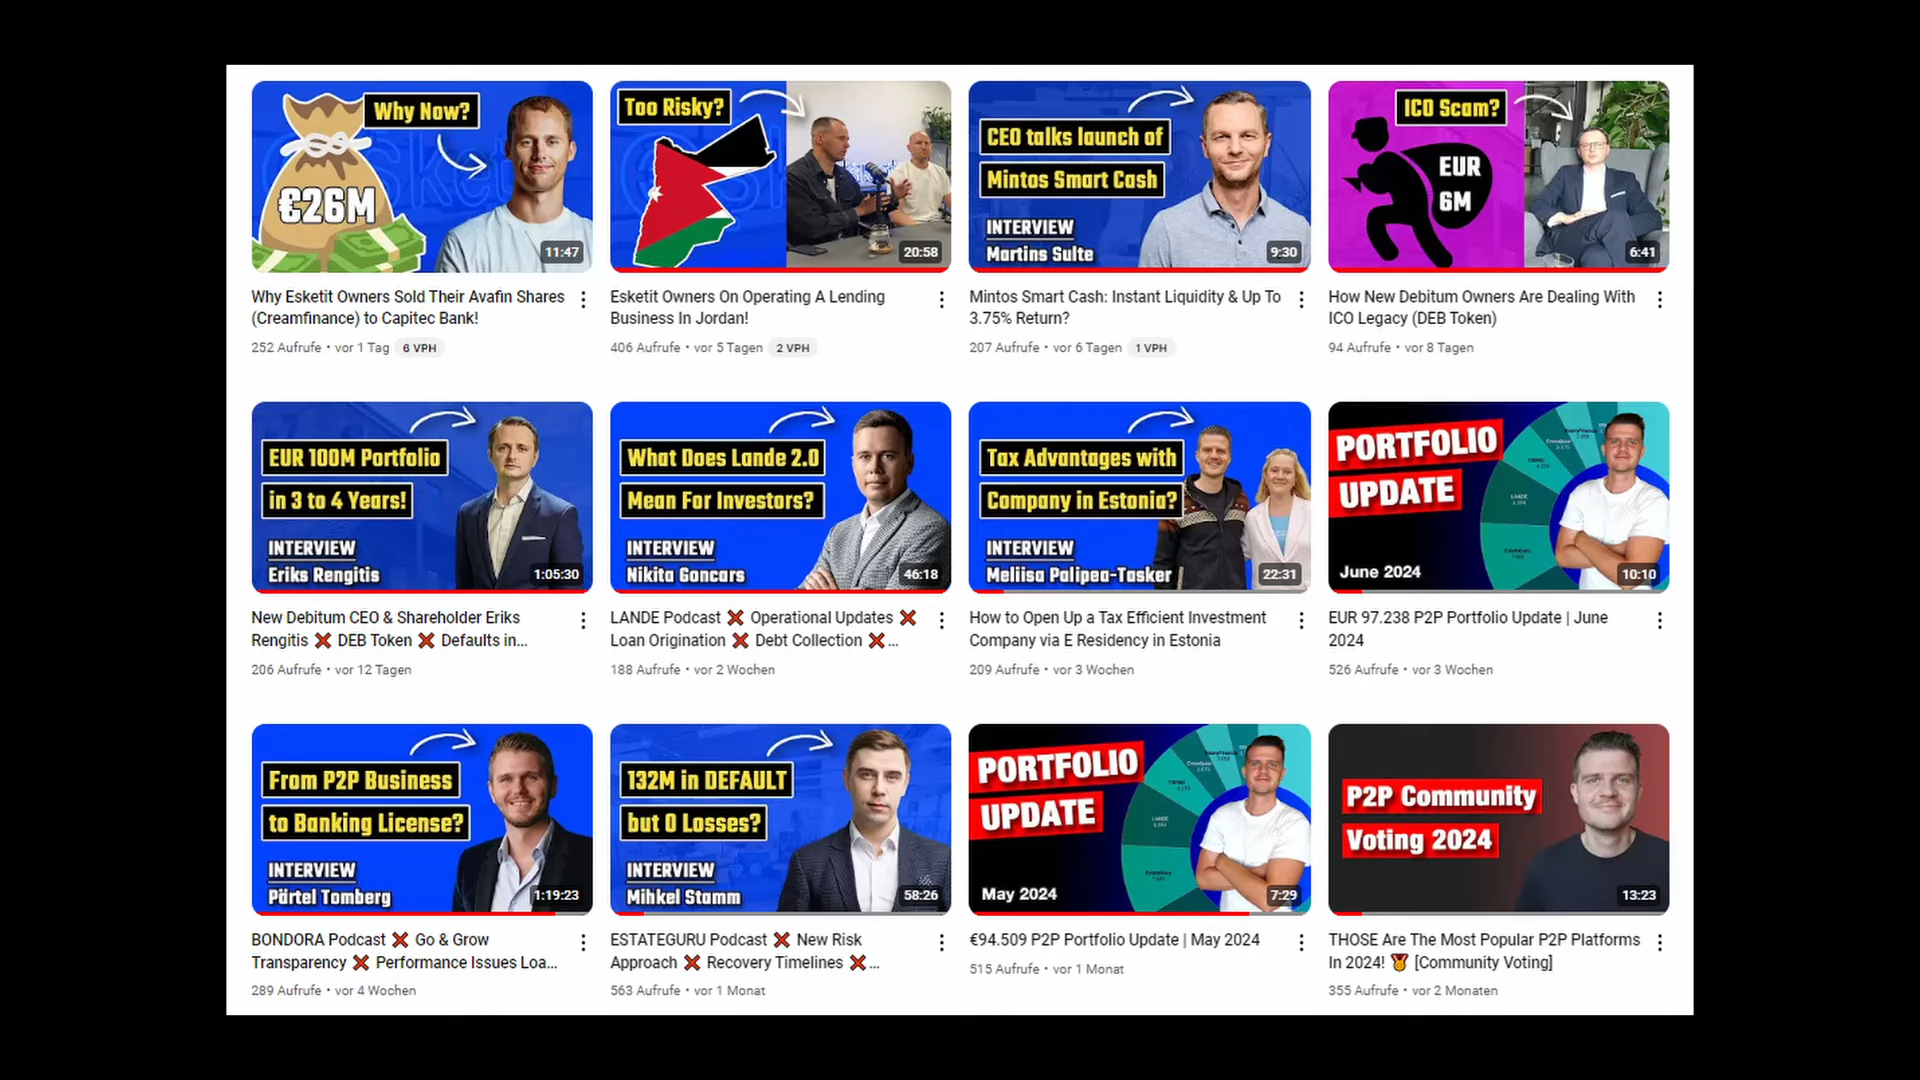 Why Now?
€26M
11:47
Too Risky?
20:58
CEO talks launch of
Mintos Smart Cash
INTERVIEW
Martins Sulte
9:30
ICO Scam?
EUR
6M
6:41
Why Esketit Owners Sold Their Avafin Shares
(Creamfinance) to Capitec Bank!
252 Aufrufe • vor 1 Tag 6 VPH
Esketit Owners On Operating A Lending
Business In Jordan!
406 Aufrufe • vor 5 Tagen 2 VPH
Mintos Smart Cash: Instant Liquidity & Up To
3.75% Return?
207 Aufrufe • vor 6 Tagen 1 VPH
How New Debitum Owners Are Dealing With
ICO Legacy (DEB Token)
94 Aufrufe • vor 8 Tagen
EUR 100M Portfolio
in 3 to 4 Years!
INTERVIEW
Eriks Rengitis
1:05:30
What Does Lande 2.0
Mean For Investors?
INTERVIEW
Nikita Goncars
46:18
Tax Advantages with
Company in Estonia?
INTERVIEW
Meliisa Palipea-Tasker
22:31
PORTFOLIO
UPDATE
LANDE
June 2024
10:10
New Debitum CEO & Shareholder Eriks
Rengitis ❌ DEB Token ❌ Defaults in...
206 Aufrufe • vor 12 Tagen
LANDE Podcast ❌ Operational Updates ❌
Loan Origination ❌ Debt Collection ❌...
188 Aufrufe • vor 2 Wochen
How to Open Up a Tax Efficient Investment
Company via E Residency in Estonia
209 Aufrufe • vor 3 Wochen
EUR 97.238 P2P Portfolio Update | June
2024
526 Aufrufe • vor 3 Wochen
From P2P Business
to Banking License?
INTERVIEW
Pärtel Tomberg
1:19:23
132M in DEFAULT
but 0 Losses?
INTERVIEW
Mihkel Stamm
58:26
PORTFOLIO
UPDATE
LANDE
May 2024
7:29
P2P Community
Voting 2024
13:23
BONDORA Podcast ❌ Go & Grow
Transparency ❌ Performance Issues Loa...
289 Aufrufe • vor 4 Wochen
ESTATEGURU Podcast ❌ New Risk
Approach ❌ Recovery Timelines ❌...
563 Aufrufe • vor 1 Monat
€94.509 P2P Portfolio Update | May 2024
515 Aufrufe • vor 1 Monat
THOSE Are The Most Popular P2P Platforms
In 2024! 🏅 [Community Voting]
355 Aufrufe • vor 2 Monaten